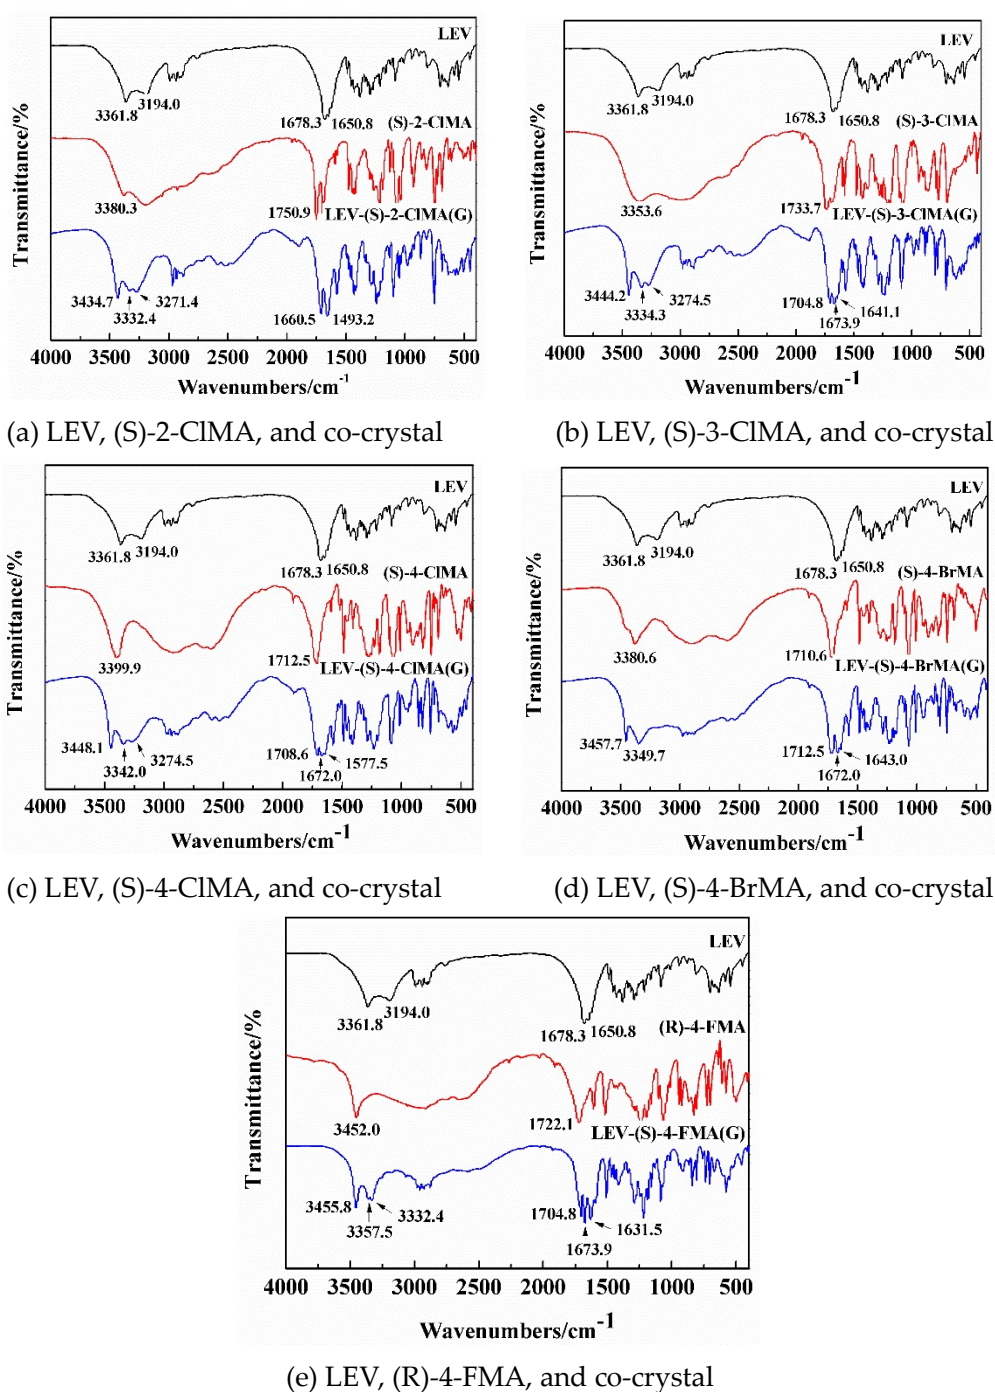 LEV
3361.8
3194.0
1678.3
1650.8
(S)-2-ClMA
3380.3
1750.9
LEV-(S)-2-ClMA(G)
3434.7
3332.4
3271.4
1660.5
1493.2
4000 3500 3000 2500 2000 1500 1000 500
Wavenumbers/cm-1
Transmittance/%
(a) LEV, (S)-2-ClMA, and co-crystal
LEV
3361.8
3194.0
1678.3
1650.8
(S)-3-ClMA
3353.6
1733.7
LEV-(S)-3-ClMA(G)
3444.2
3334.3
3274.5
1704.8
1673.9
1641.1
4000 3500 3000 2500 2000 1500 1000 500
Wavenumbers/cm-1
Transmittance/%
(b) LEV, (S)-3-ClMA, and co-crystal
LEV
3361.8
3194.0
1678.3
1650.8
(S)-4-ClMA
3399.9
1712.5
LEV-(S)-4-ClMA(G)
3448.1
3342.0
3274.5
1708.6
1672.0
1577.5
4000 3500 3000 2500 2000 1500 1000 500
Wavenumbers/cm-1
Transmittance/%
(c) LEV, (S)-4-ClMA, and co-crystal
LEV
3361.8
3194.0
1678.3
1650.8
(S)-4-BrMA
3380.6
1710.6
LEV-(S)-4-BrMA(G)
3457.7
3349.7
1712.5
1672.0
1643.0
4000 3500 3000 2500 2000 1500 1000 500
Wavenumbers/cm-1
Transmittance/%
(d) LEV, (S)-4-BrMA, and co-crystal
LEV
3361.8
3194.0
1678.3
1650.8
(R)-4-FMA
3452.0
1722.1
LEV-(S)-4-FMA(G)
3455.8
3357.5
3332.4
1704.8
1673.9
1631.5
4000 3500 3000 2500 2000 1500 1000 500
Wavenumbers/cm-1
Transmittance/%
(e) LEV, (R)-4-FMA, and co-crystal